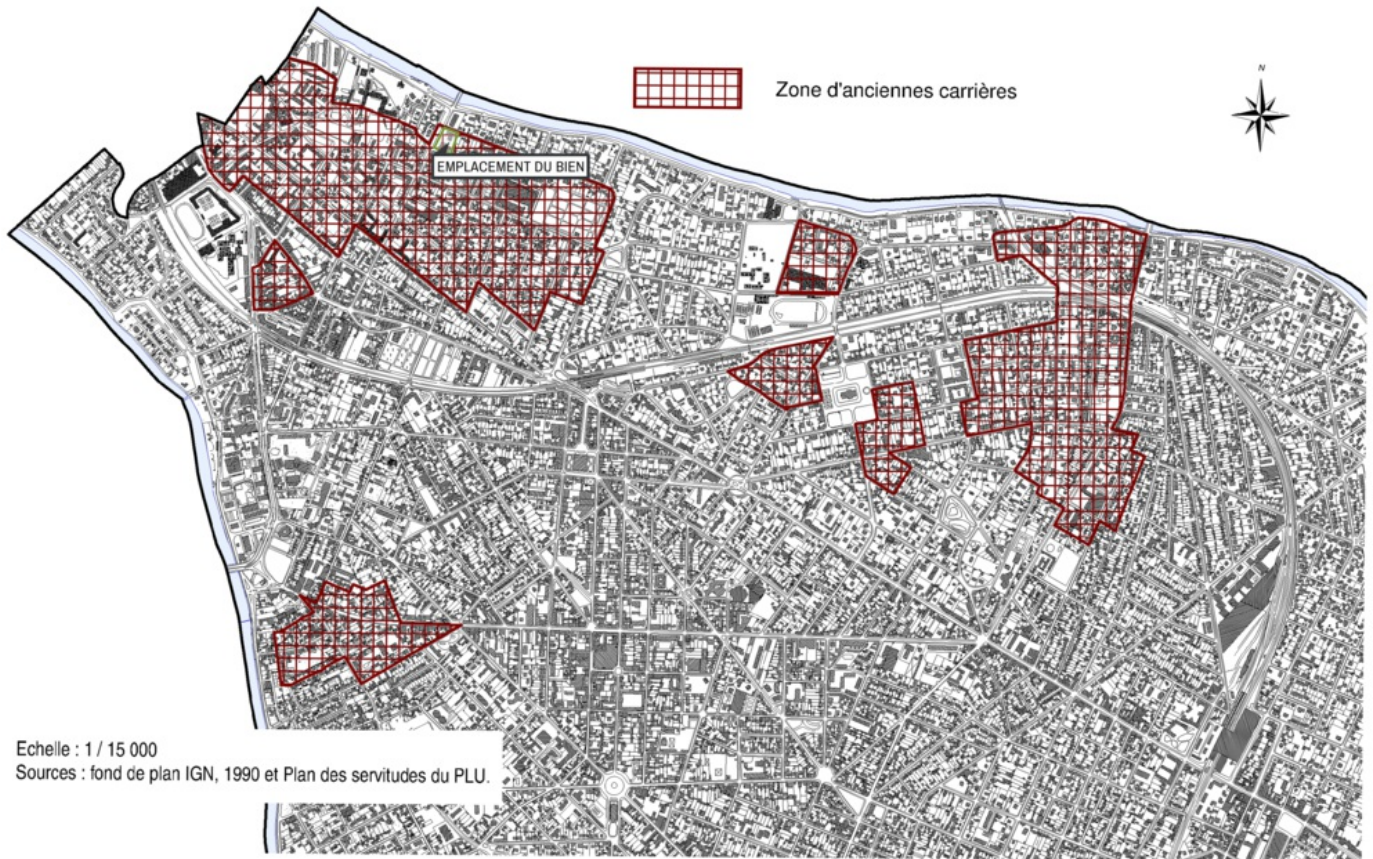 N
Zone d'anciennes carrières
EMPLACEMENT DU BIEN
Echelle : 1 / 15 000
Sources : fond de plan IGN, 1990 et Plan des servitudes du PLU.